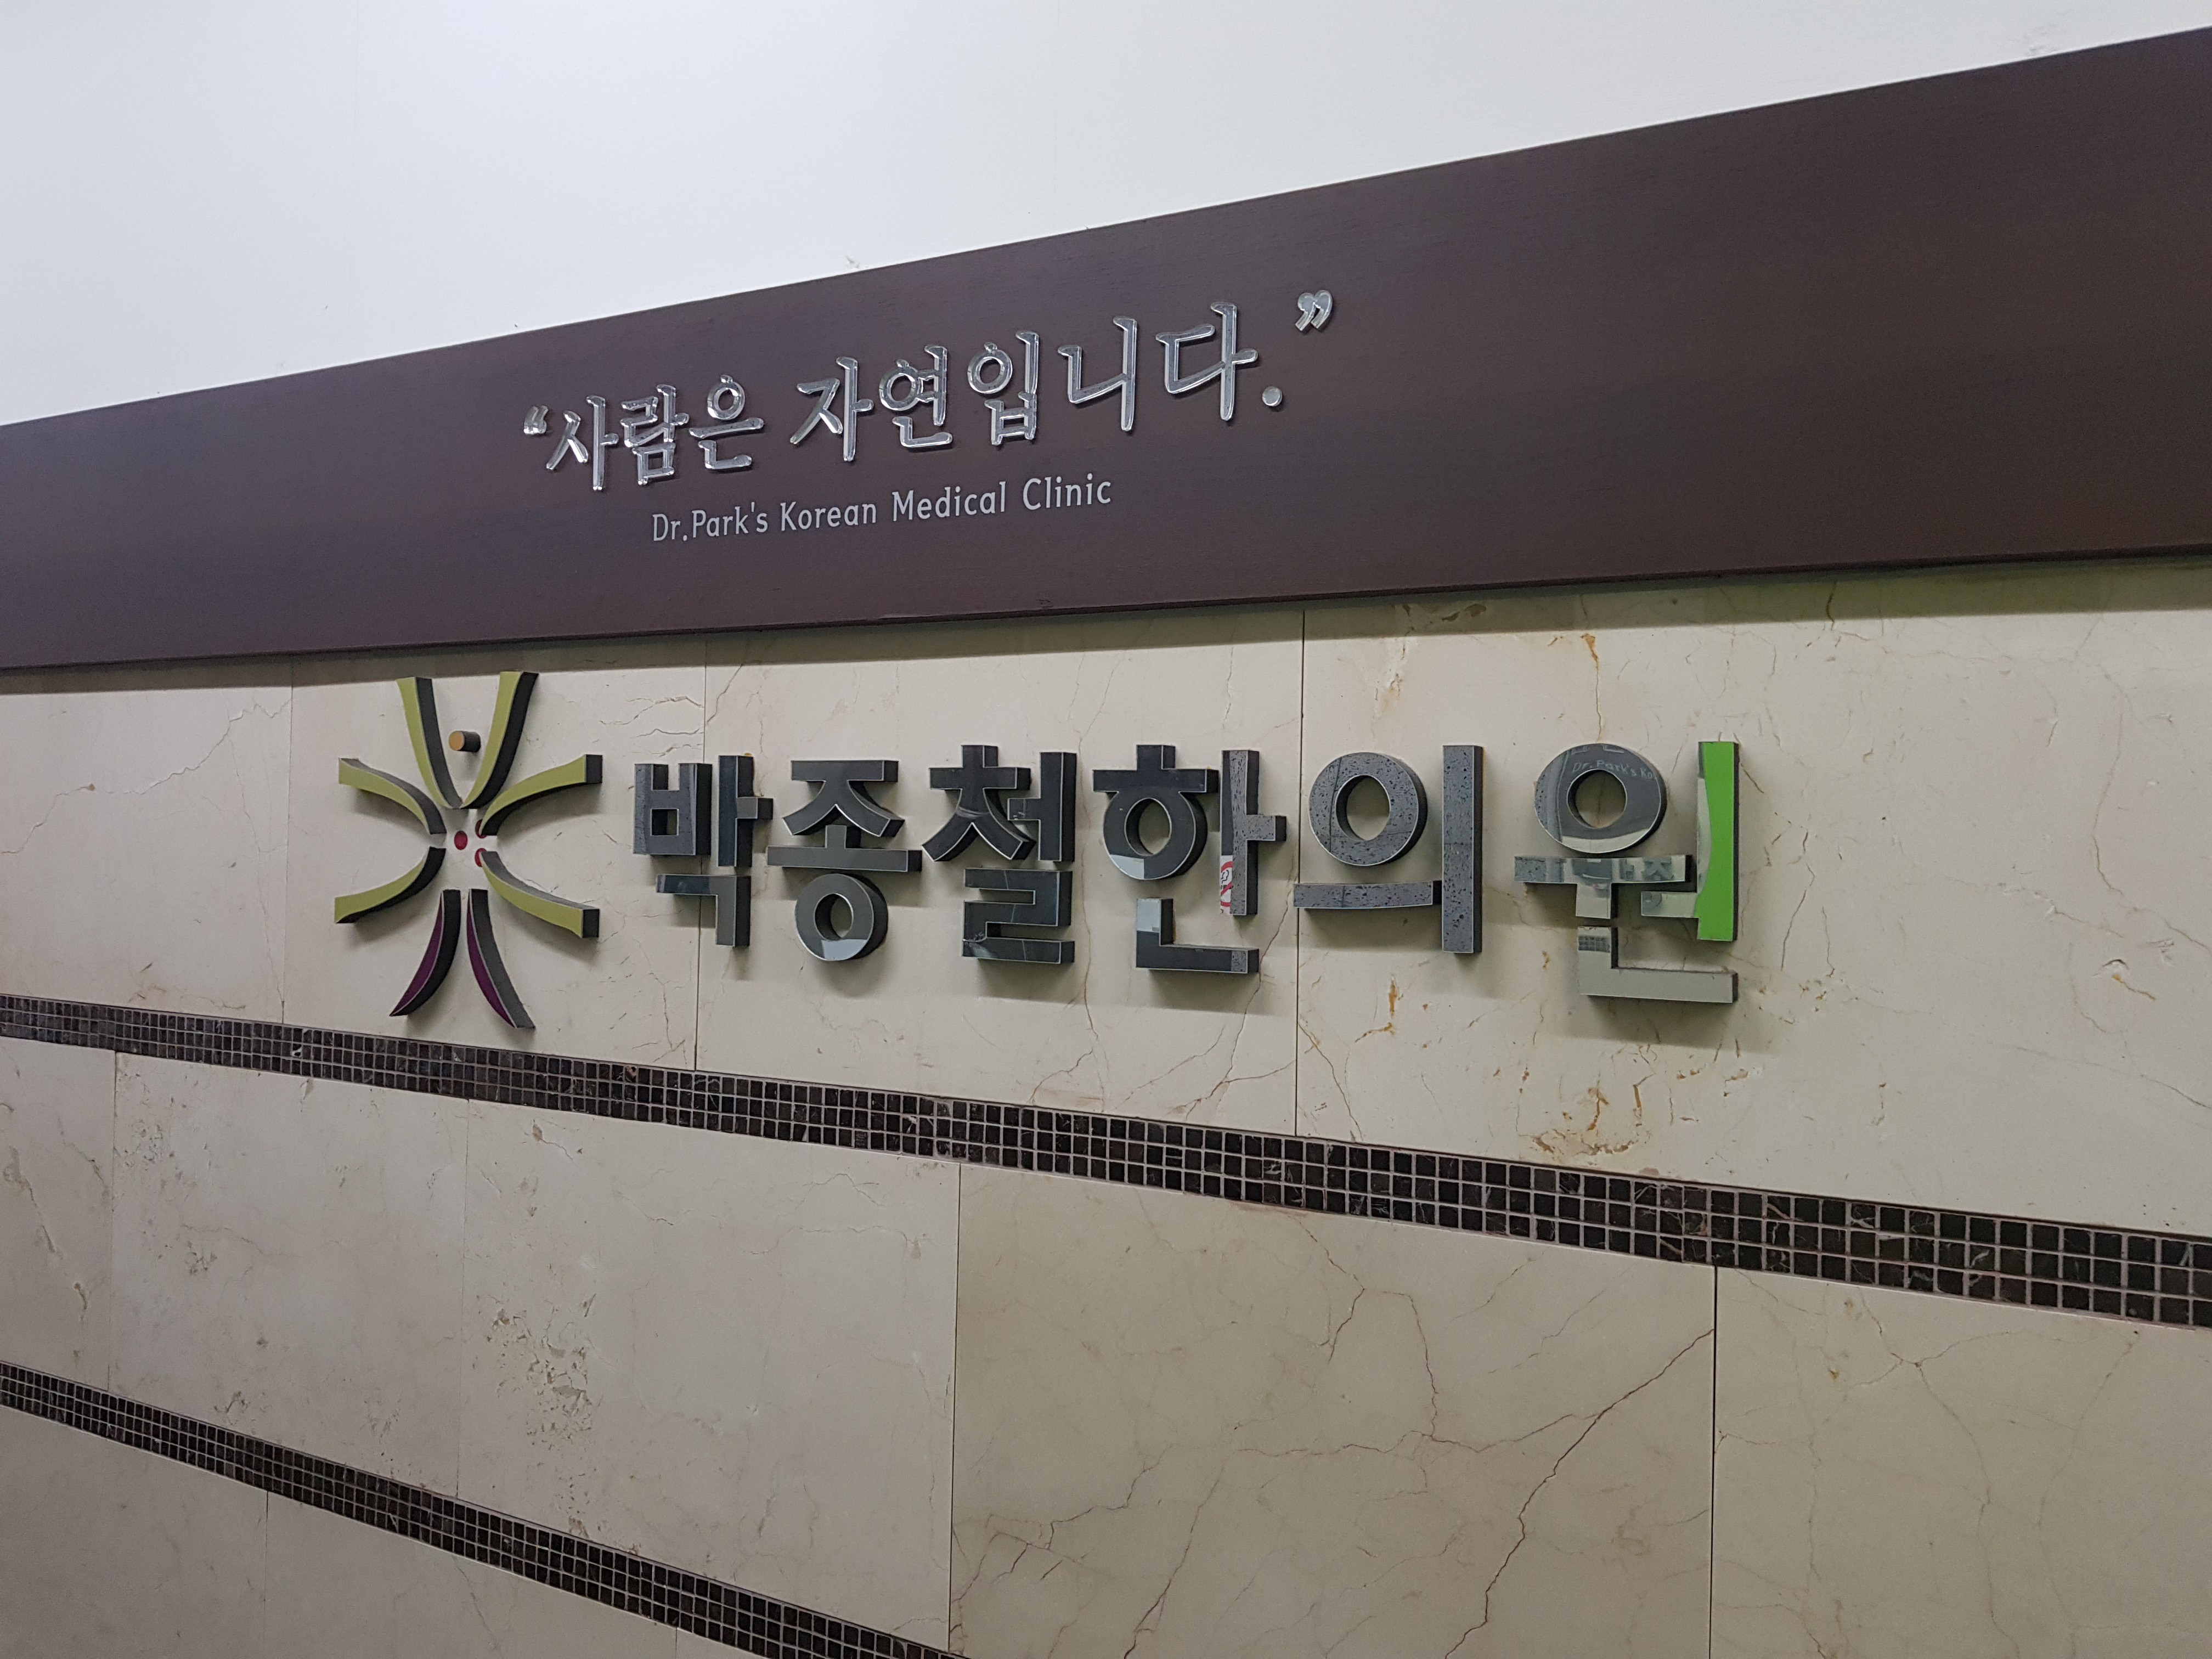 “사람은 자연입니다.”
Dr.Park's Korean Medical Clinic
박종철한의원